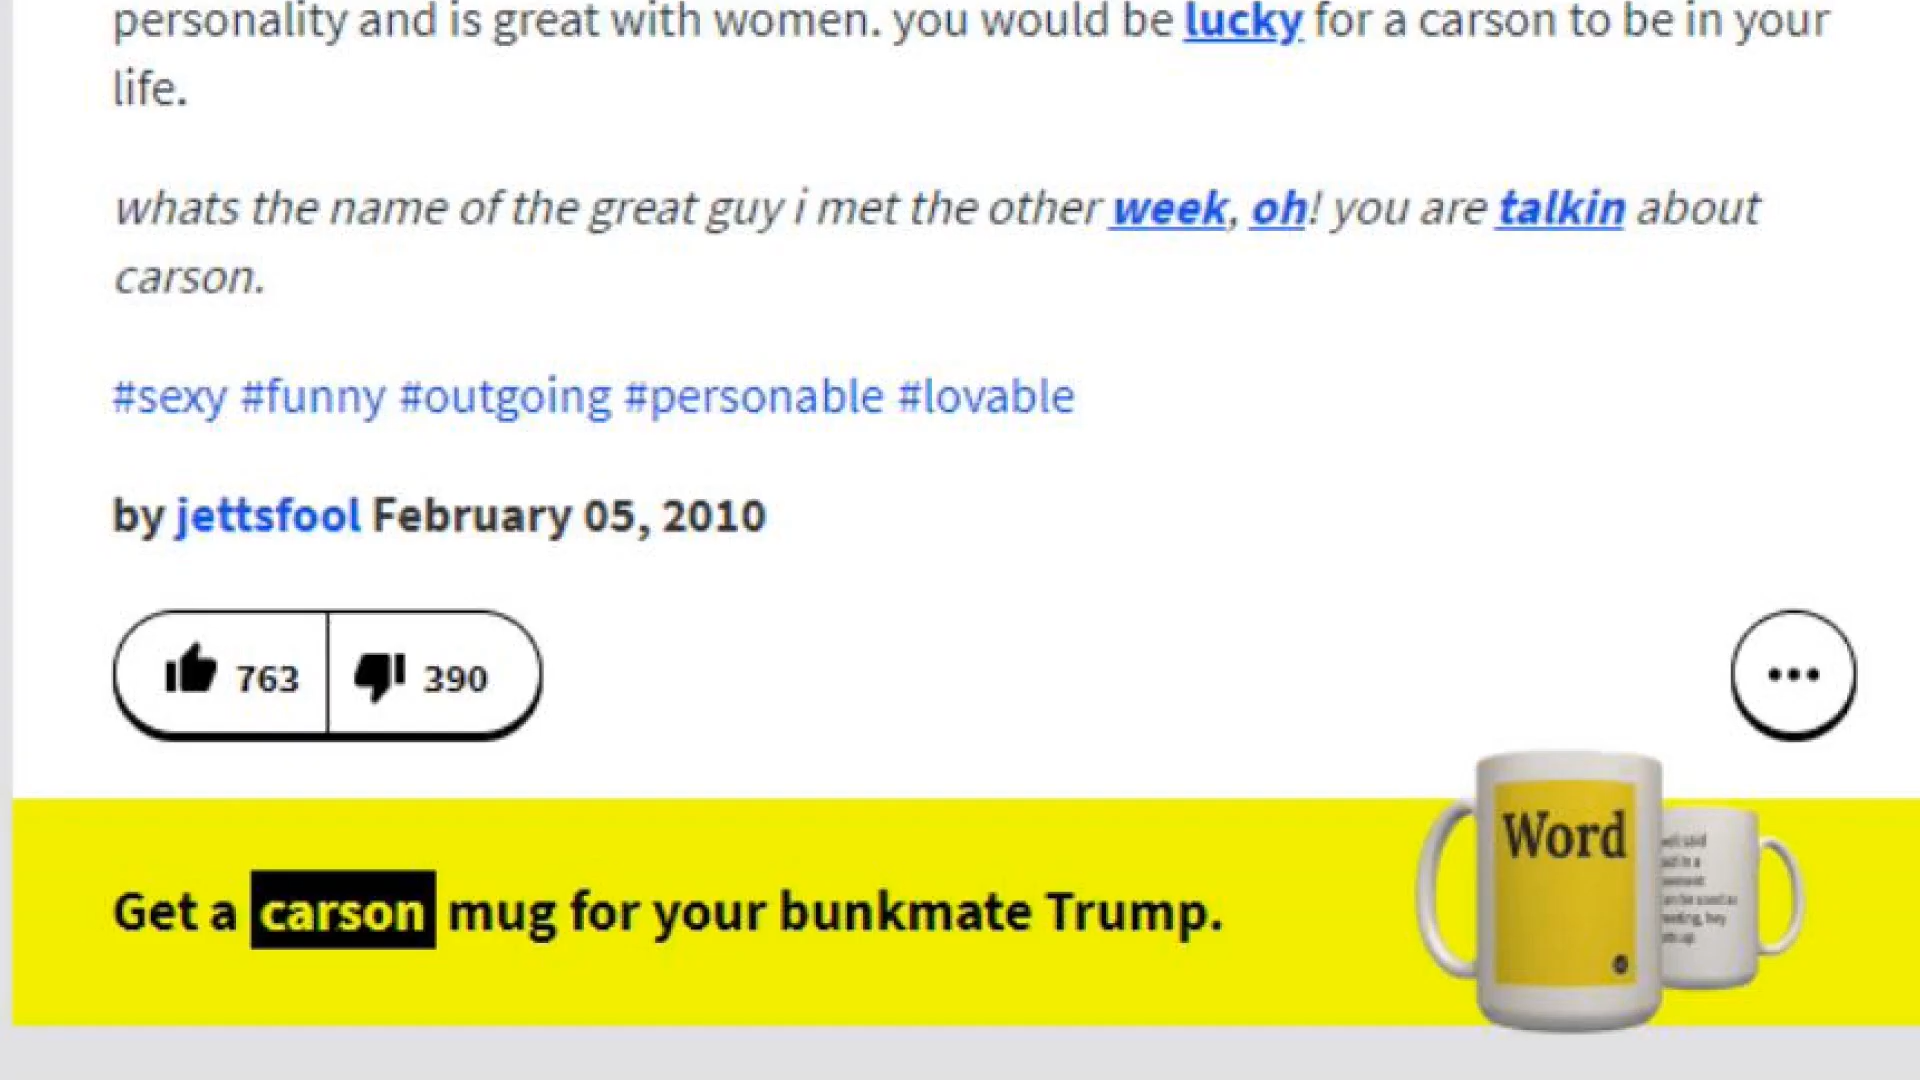 personality and is great with women. you would be lucky for a carson to be in your
life.
whats the name of the great guy i met the other week, oh! you are talkin about
carson.
#sexy #funny #outgoing #personable #lovable
by jettsfool February 05, 2010
763 390
Get a carson mug for your bunkmate Trump.
Word